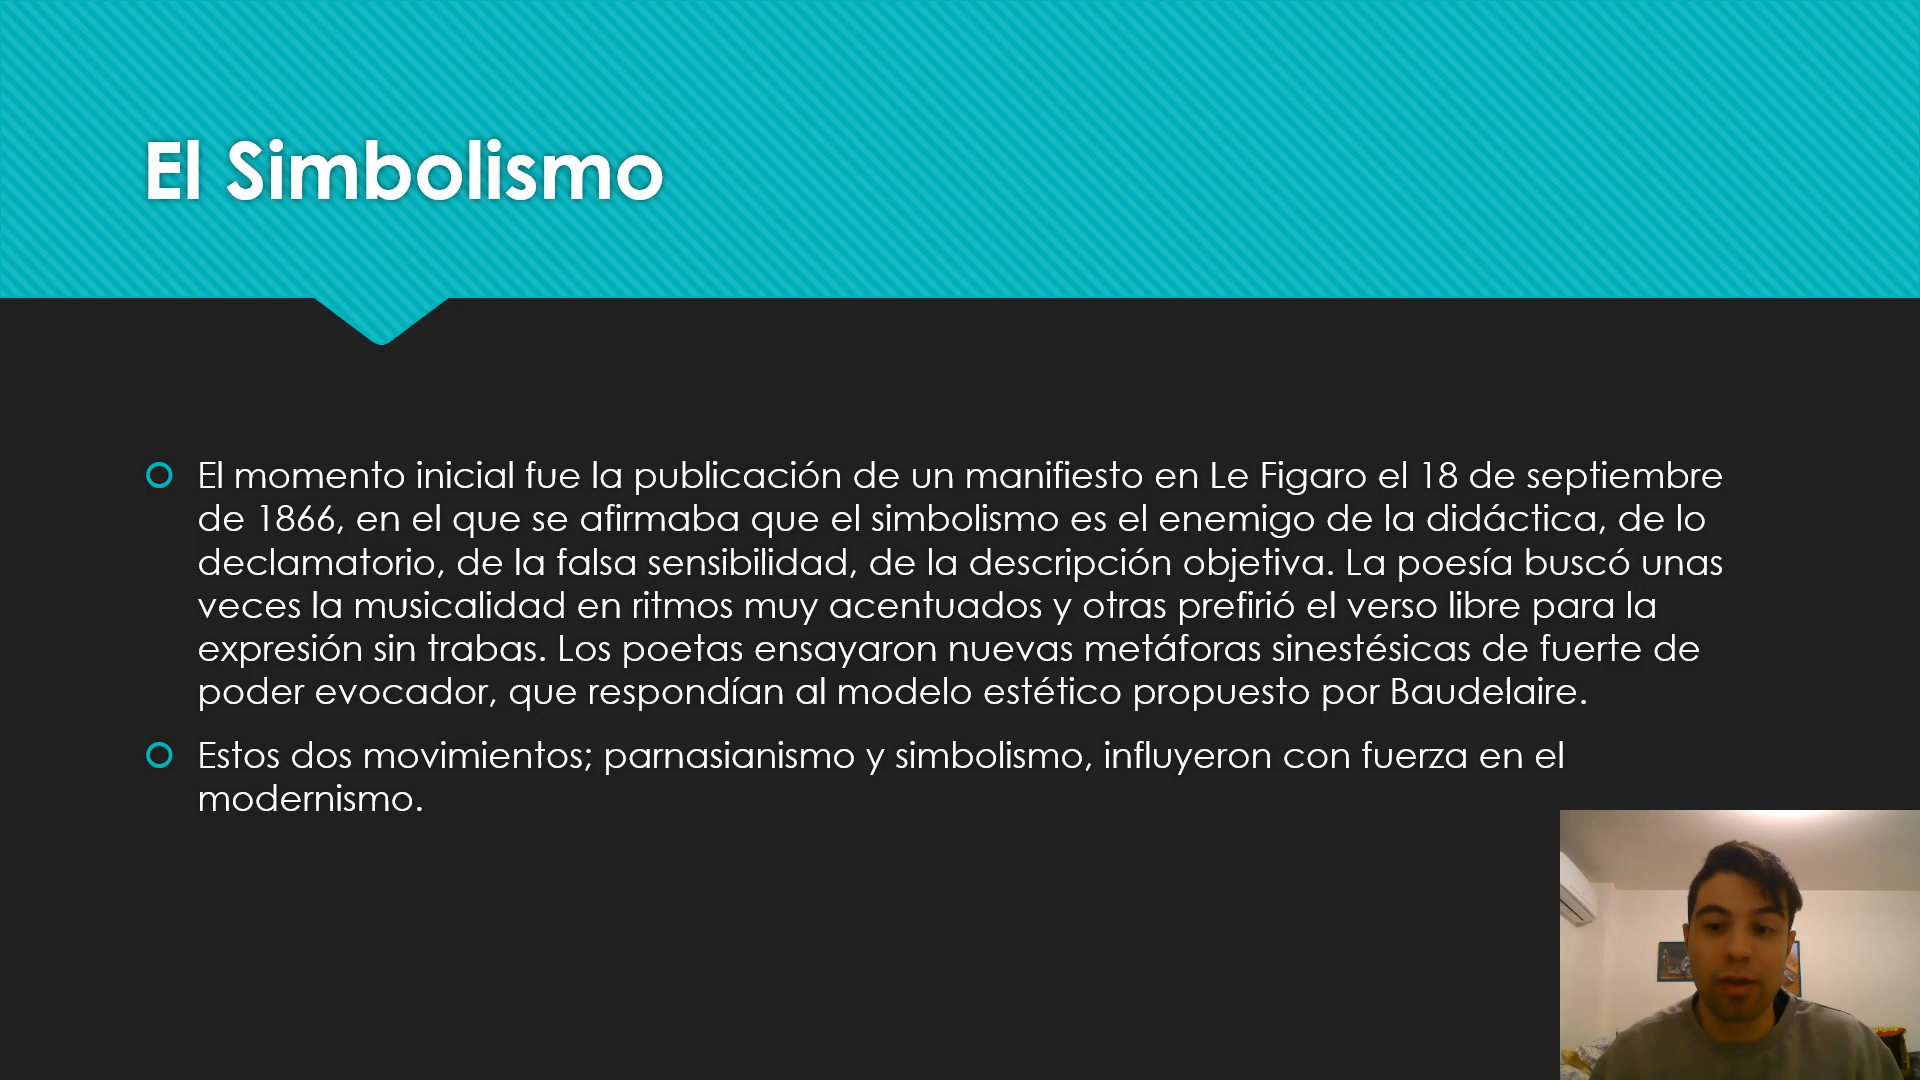 El Simbolismo
El momento inicial fue la publicación de un manifiesto en Le Figaro el 18 de septiembre
de 1866, en el que se afirmaba que el simbolismo es el enemigo de la didáctica, de lo
declamatorio, de la falsa sensibilidad, de la descripción objetiva. La poesía buscó unas
veces la musicalidad en ritmos muy acentuados y otras prefirió el verso libre para la
expresión sin trabas. Los poetas ensayaron nuevas metáforas sinestésicas de fuerte de
poder evocador, que respondían al modelo estético propuesto por Baudelaire.
Estos dos movimientos; parnasianismo y simbolismo, influyeron con fuerza en el
modernismo.